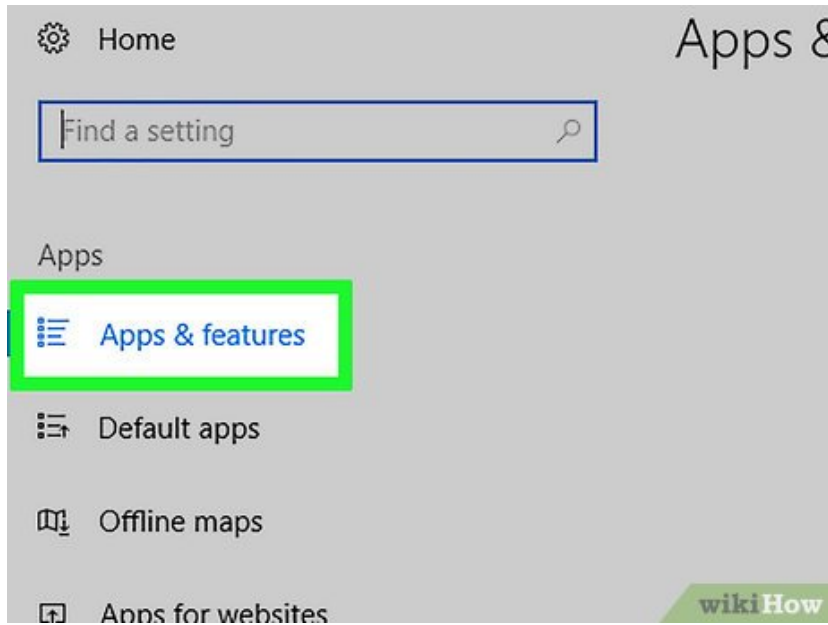 Home
Apps &
Find a setting
Apps
Apps & features
Default apps
Offline maps
Apps for websites
wikiHow